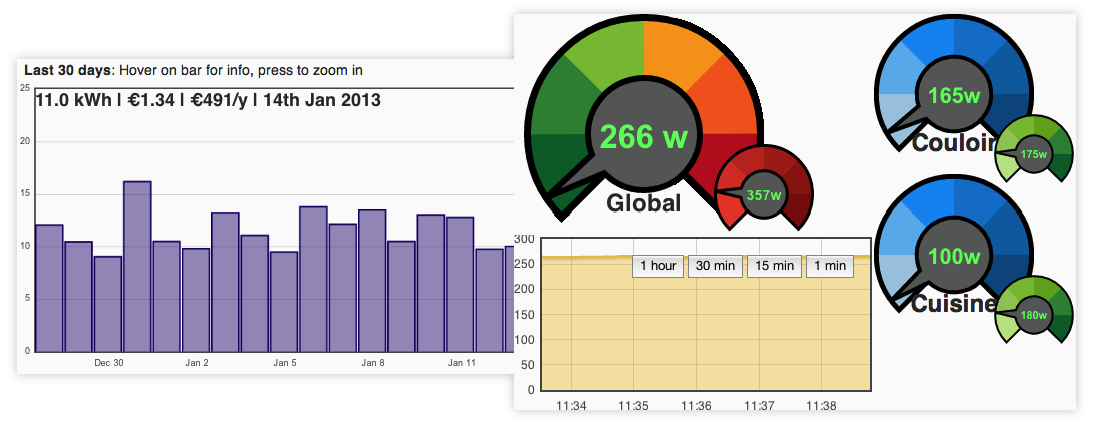 Last 30 days: Hover on bar for info, press to zoom in
11.0 kWh | €1.34 | €491/y | 14th Jan 2013
25
20
15
10
5
0
Dec 30
Jan 2
Jan 5
Jan 8
Jan 11
266 w
Global
357w
165w
Couloir
175w
100w
Cuisine
180w
300
250
200
150
100
50
0
1 hour
30 min
15 min
1 min
11:34
11:35
11:36
11:37
11:38